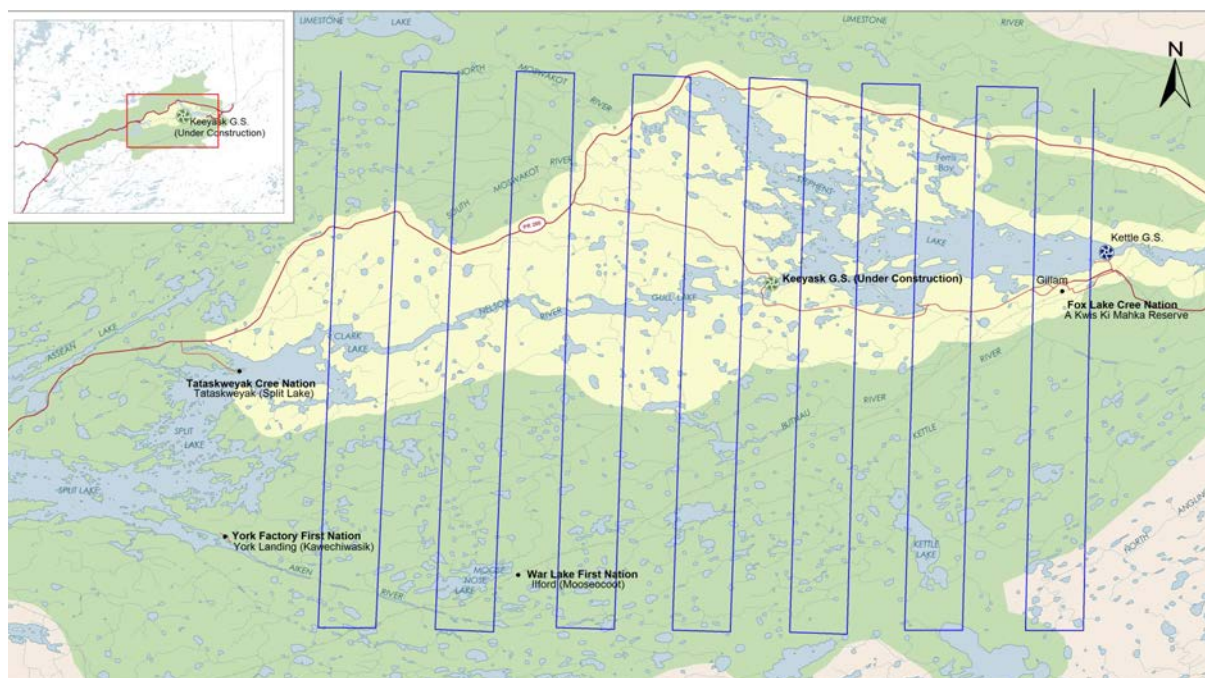 Keeyask G.S.
(Under Construction)
LIMESTONE
LAKE
LIMESTONE
RIVER
N
NORTH
MOSWAKOT
RIVER
SOUTH
MOSWAKOT
RIVER
PR 280
STEPHENS
LAKE
Ferris
Bay
Kettle G.S.
Gillam
Fox Lake Cree Nation
A Kwis Ki Mahka Reserve
Keeyask G.S. (Under Construction)
GULL LAKE
NELSON
RIVER
CLARK
LAKE
ASSEAN
LAKE
Tataskweyak Cree Nation
Tataskweyak (Split Lake)
SPLIT
LAKE
SPLIT LAKE
BUTNAU
RIVER
KETTLE
RIVER
KETTLE
LAKE
York Factory First Nation
York Landing (Kawechiwasik)
AIKEN
RIVER
MOOSE
NOSE
LAKE
War Lake First Nation
Ilford (Mooseocoot)
NORTH